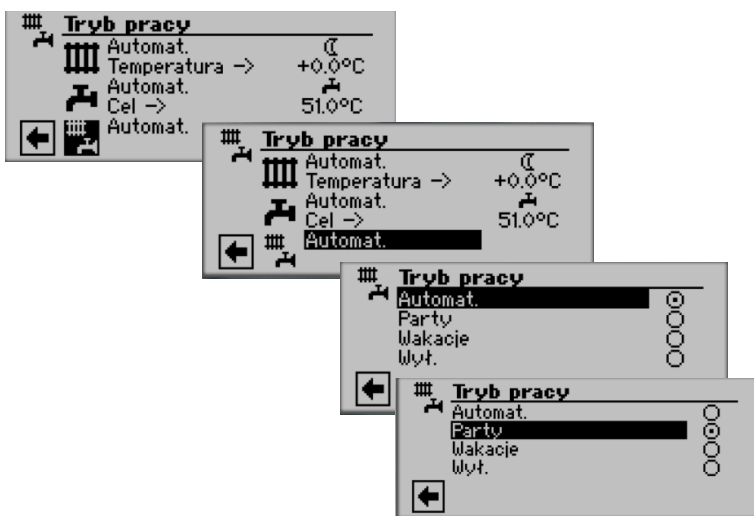 Tryb pracy
Automat.
Temperatura -> +0.0°C
Automat.
Cel -> 51.0°C
Automat.
Tryb pracy
Automat.
Temperatura -> +0.0°C
Automat.
Cel -> 51.0°C
Automat.
Tryb pracy
Automat.
Party
Wakacje
Wył.
Tryb pracy
Automat.
Party
Wakacje
Wył.